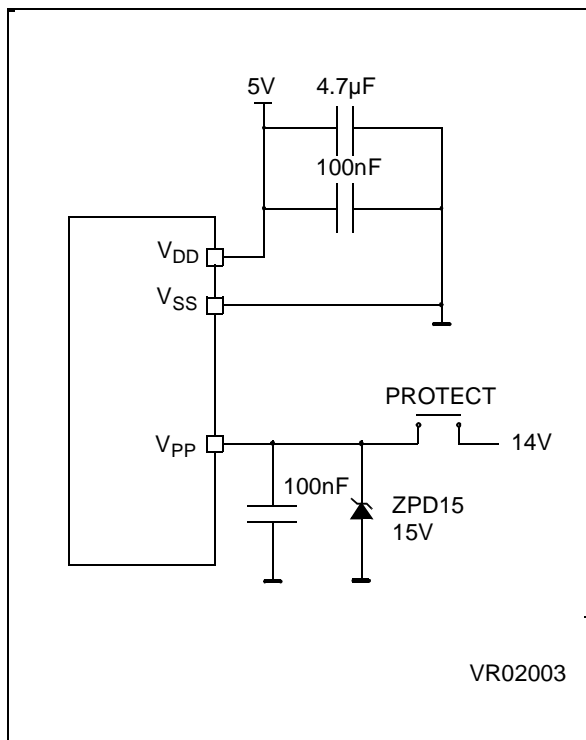 5V
4.7µF
100nF
VDD
VSS
PROTECT
VPP
14V
100nF
ZPD15
15V
VR02003